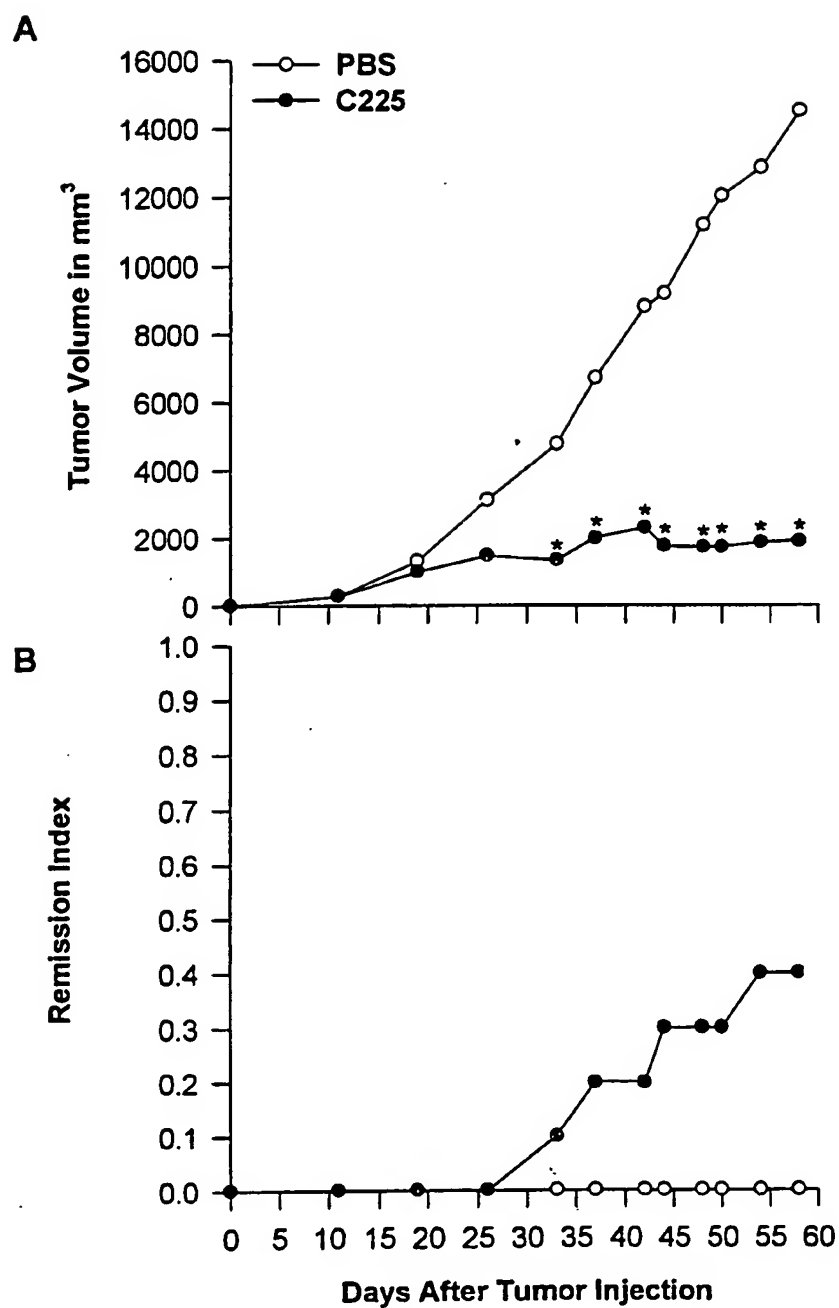 A
PBS
C225
16000
14000
12000
10000
8000
6000
4000
2000
0
Tumor Volume in mm³
* * * * * * * *
B
1.0
0.9
0.8
0.7
0.6
0.5
0.4
0.3
0.2
0.1
0.0
Remission Index
0 5 10 15 20 25 30 35 40 45 50 55 60
Days After Tumor Injection